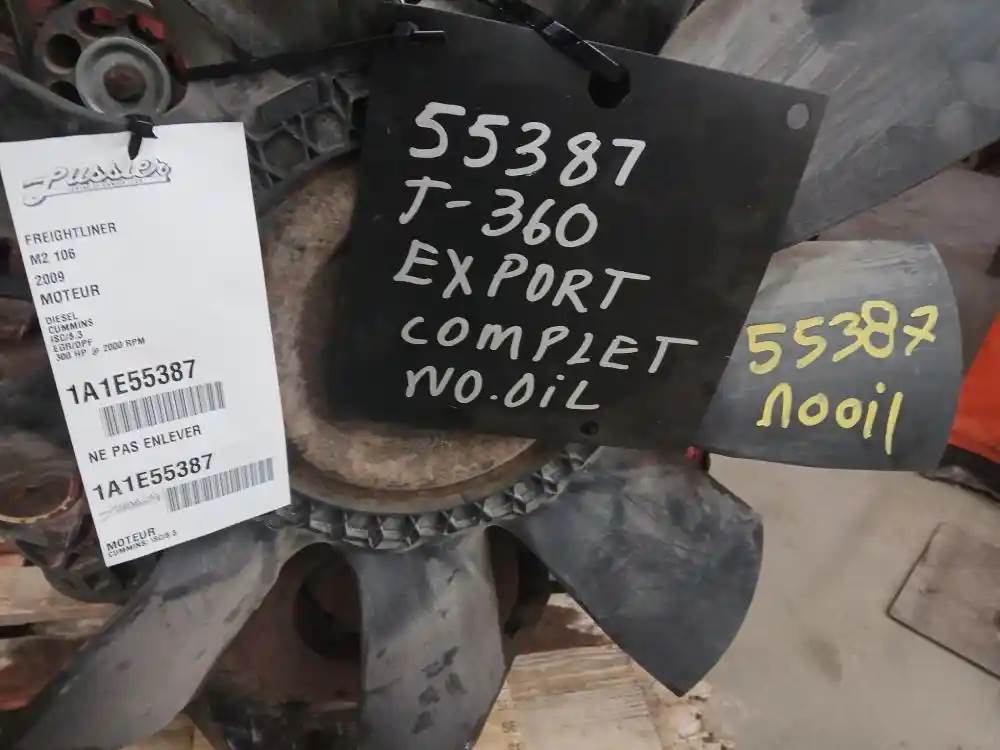 Pussler
FREIGHTLINER
M2 106
2009
MOTEUR
DIESEL
CUMMINS
ISC/8.3
EGR/DPF
300 HP @ 2000 RPM
1A1E55387
NE PAS ENLEVER
1A1E55387
MOTEUR
CUMMINS: ISC/8.3
55387
T-360
EXPORT
COMPLET
NO.OIL
55387
nooil